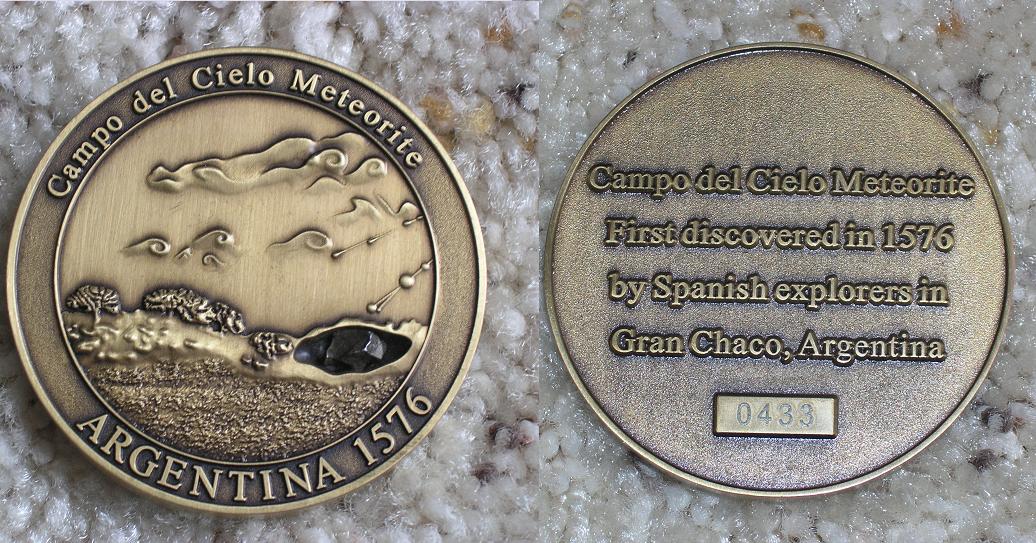 Campo del Cielo Meteorite
ARGENTINA 1576
Campo del Cielo Meteorite
First discovered in 1576
by Spanish explorers in
Gran Chaco, Argentina
0433